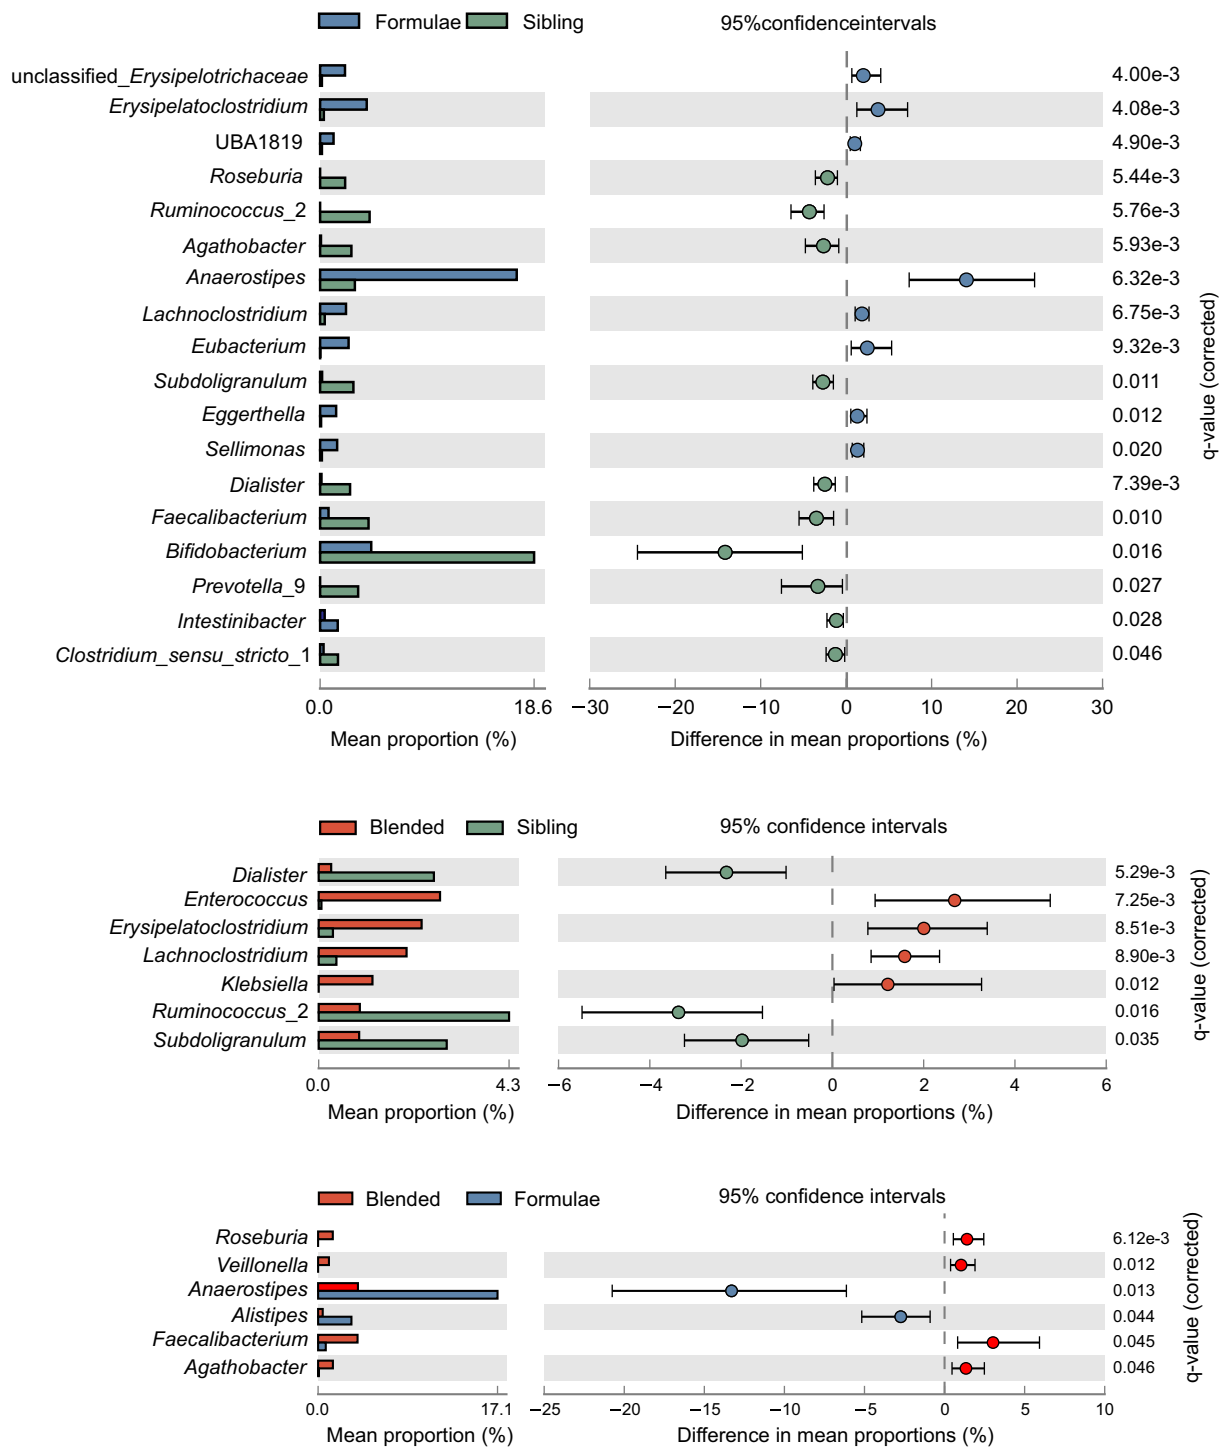 Formulae Sibling 95%confidenceintervals
unclassified_Erysipelotrichaceae 4.00e-3
Erysipelatoclostridium 4.08e-3
UBA1819 4.90e-3
Roseburia 5.44e-3
Ruminococcus_2 5.76e-3
Agathobacter 5.93e-3
Anaerostipes 6.32e-3
Lachnoclostridium 6.75e-3
Eubacterium 9.32e-3
Subdoligranulum 0.011
Eggerthella 0.012
Sellimonas 0.020
Dialister 7.39e-3
Faecalibacterium 0.010
Bifidobacterium 0.016
Prevotella_9 0.027
Intestinibacter 0.028
Clostridium_sensu_stricto_1 0.046
q-value (corrected)
0.0 18.6 −30 −20 −10 0 10 20 30
Mean proportion (%) Difference in mean proportions (%)
Blended Sibling 95% confidence intervals
Dialister 5.29e-3
Enterococcus 7.25e-3
Erysipelatoclostridium 8.51e-3
Lachnoclostridium 8.90e-3
Klebsiella 0.012
Ruminococcus_2 0.016
Subdoligranulum 0.035
q-value (corrected)
0.0 4.3 −6 −4 −2 0 2 4 6
Mean proportion (%) Difference in mean proportions (%)
Blended Formulae 95% confidence intervals
Roseburia 6.12e-3
Veillonella 0.012
Anaerostipes 0.013
Alistipes 0.044
Faecalibacterium 0.045
Agathobacter 0.046
q-value (corrected)
0.0 17.1 −25 −20 −15 −10 −5 0 5 10
Mean proportion (%) Difference in mean proportions (%)